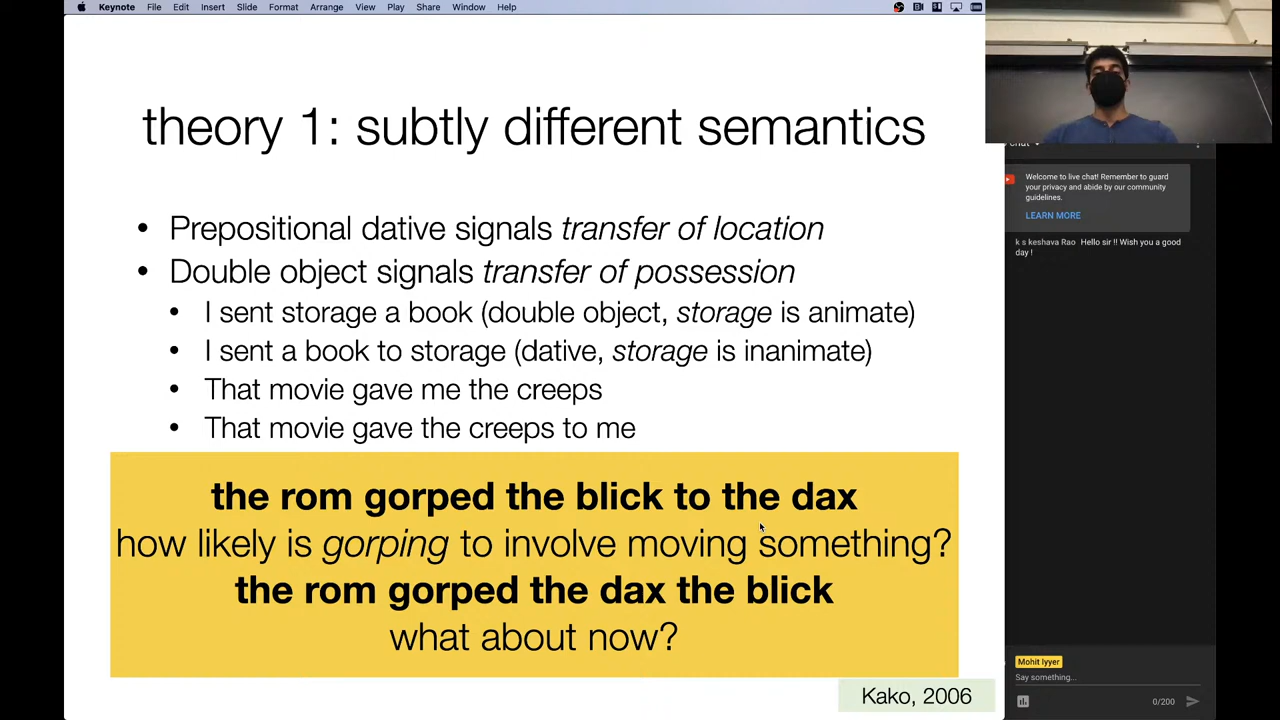 Keynote File Edit Insert Slide Format Arrange View Play Share Window Help
theory 1: subtly different semantics
• Prepositional dative signals transfer of location
• Double object signals transfer of possession
• I sent storage a book (double object, storage is animate)
• I sent a book to storage (dative, storage is inanimate)
• That movie gave me the creeps
• That movie gave the creeps to me
the rom gorped the blick to the dax
how likely is gorping to involve moving something?
the rom gorped the dax the blick
what about now?
Kako, 2006
Welcome to live chat! Remember to guard
your privacy and abide by our community
guidelines.
LEARN MORE
k s keshava Rao Hello sir !! Wish you a good
day !
Mohit Iyyer
Say something...
0/200